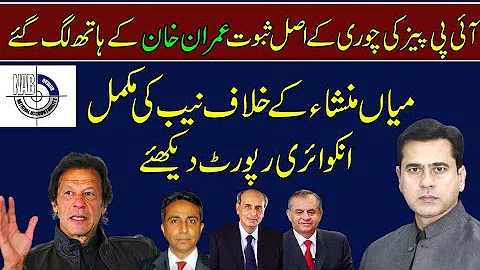 آئی پی پیز کی چوری کے اصل ثبوت عمران خان کے ہاتھ لگ گئے
NAB
میاں منشاء کے خلاف نیب کی مکمل
انکوائری رپورٹ دیکھئے